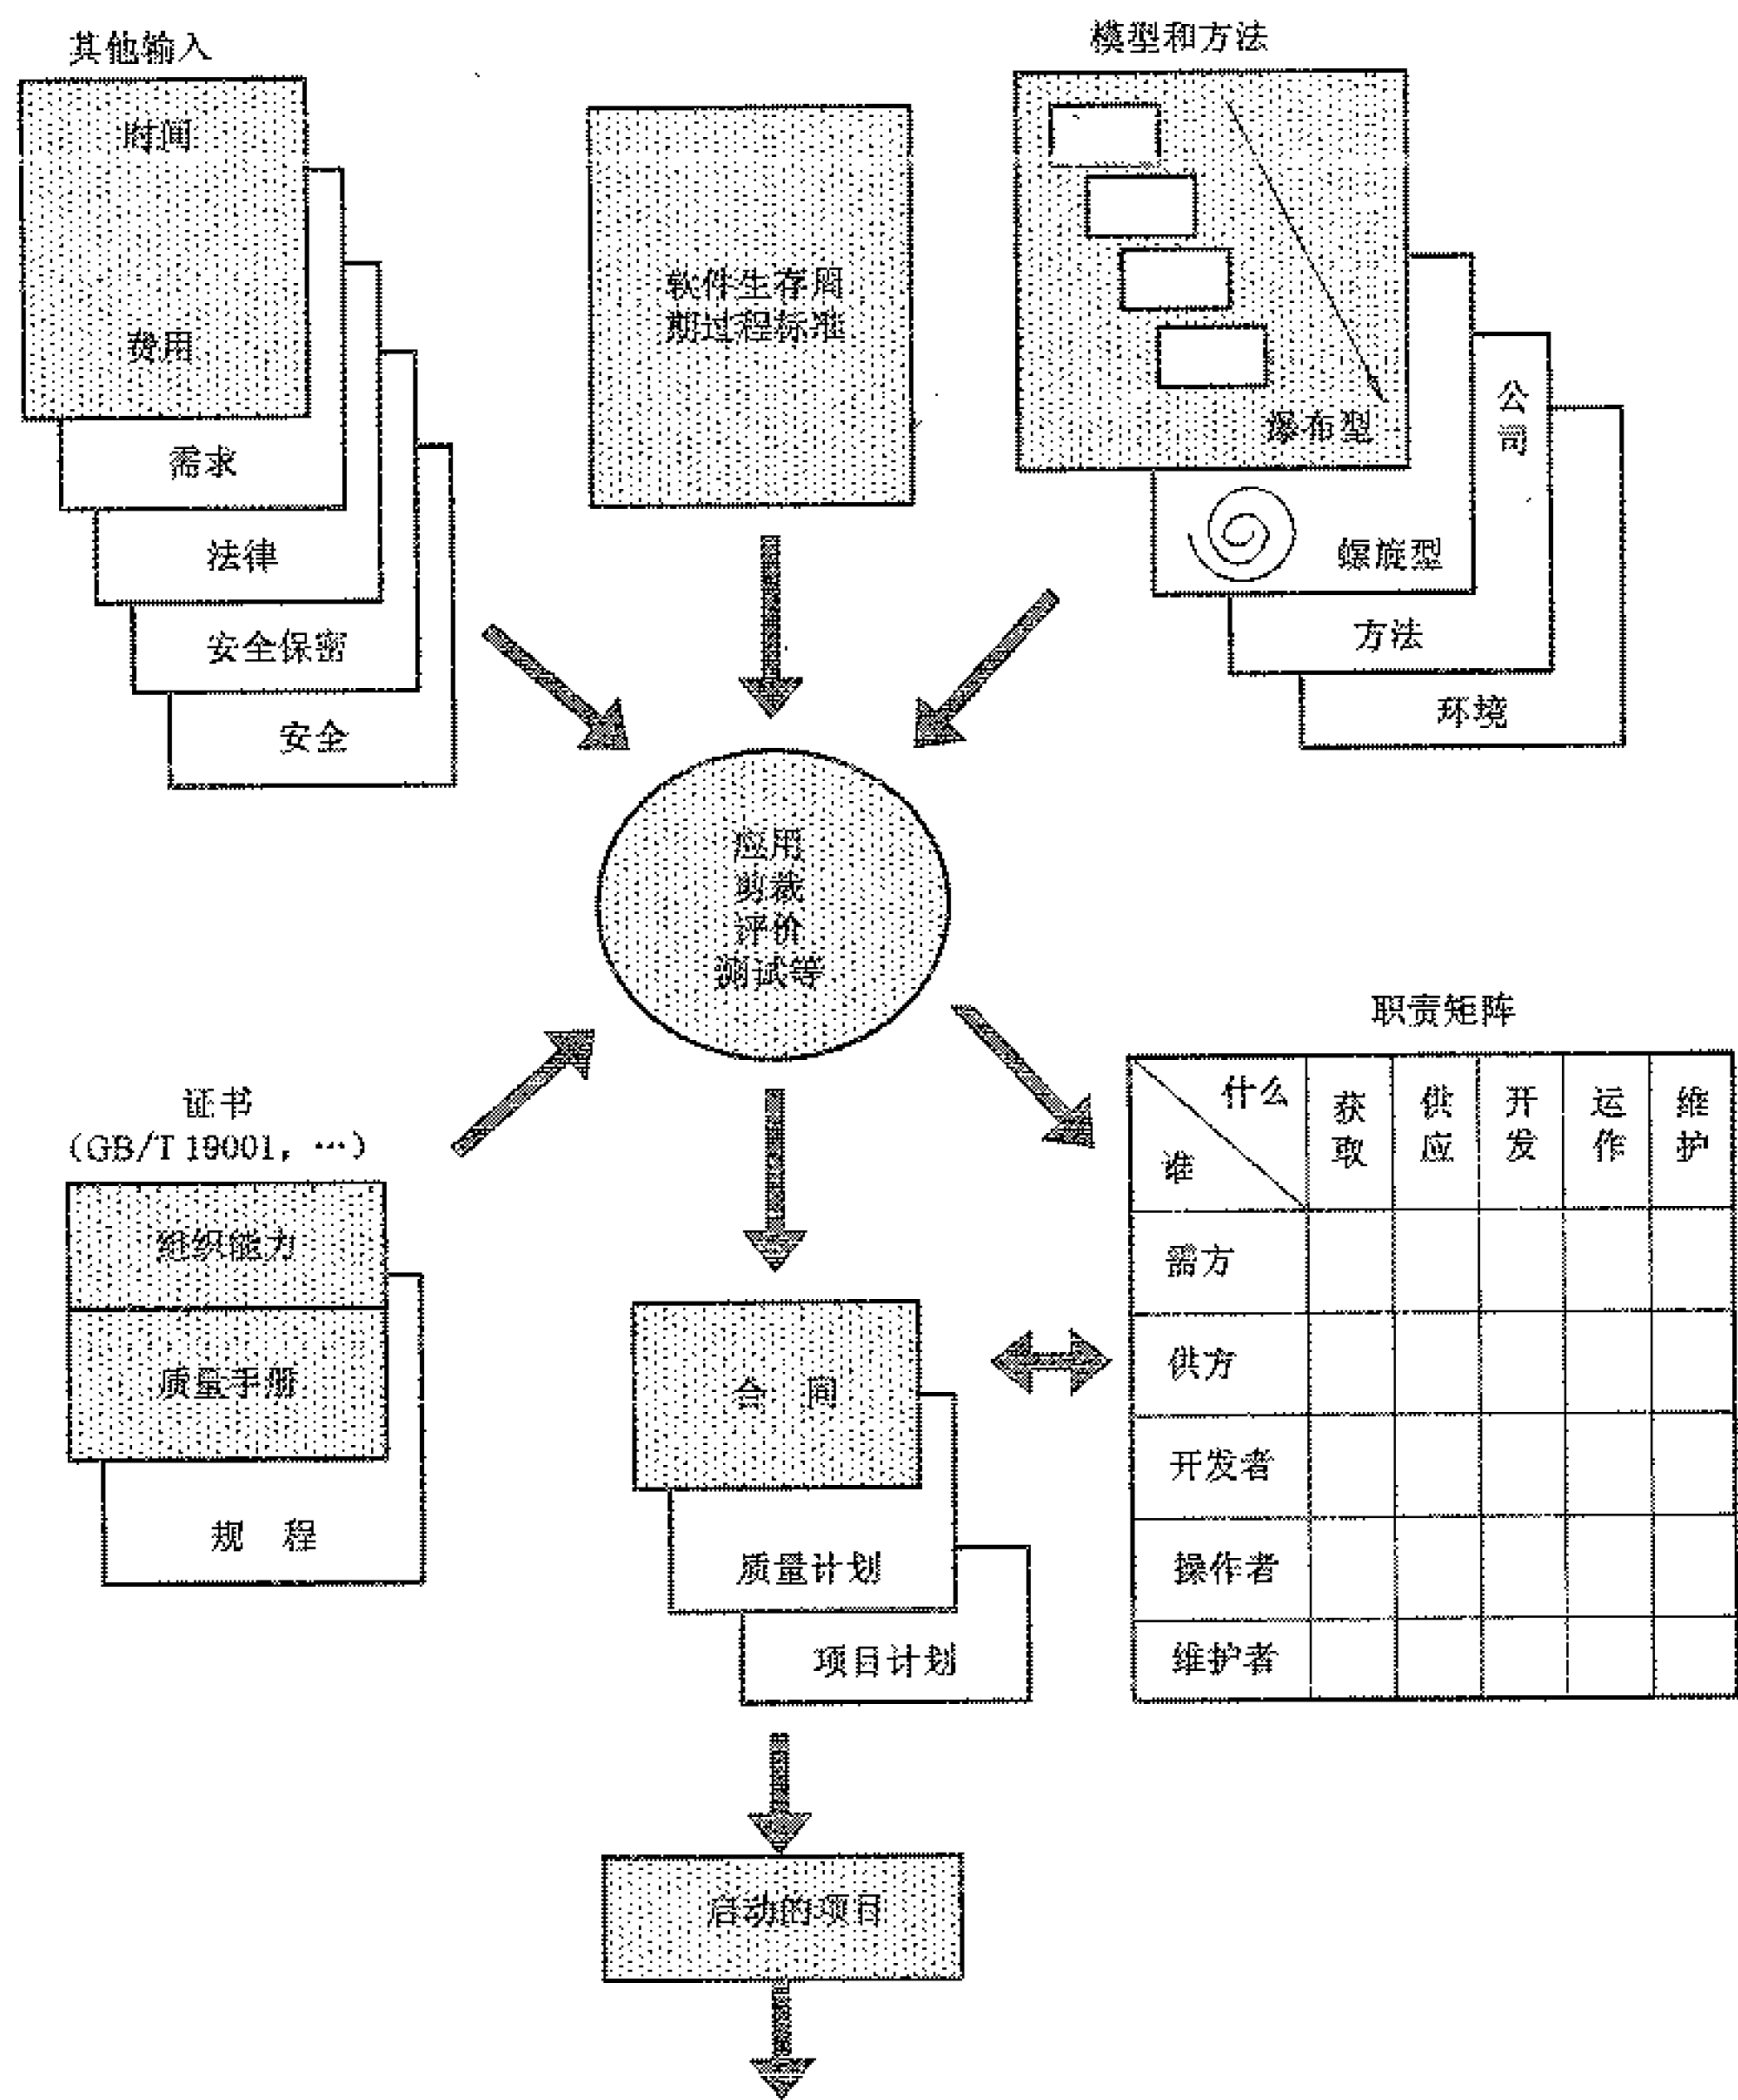 其他输入
时间
费用
需求
法律
安全保密
安全
软件生存周
期过程标准
模型和方法
瀑布型
螺旋型
公司
方法
环境
应用
剪裁
评价
测试等
证书
(GB/T 19001, …)
组织能力
质量手册
规 程
合 同
质量计划
项目计划
职责矩阵
什么
谁
获取
供应
开发
运作
维护
需方
供方
开发者
操作者
维护者
启动的项目